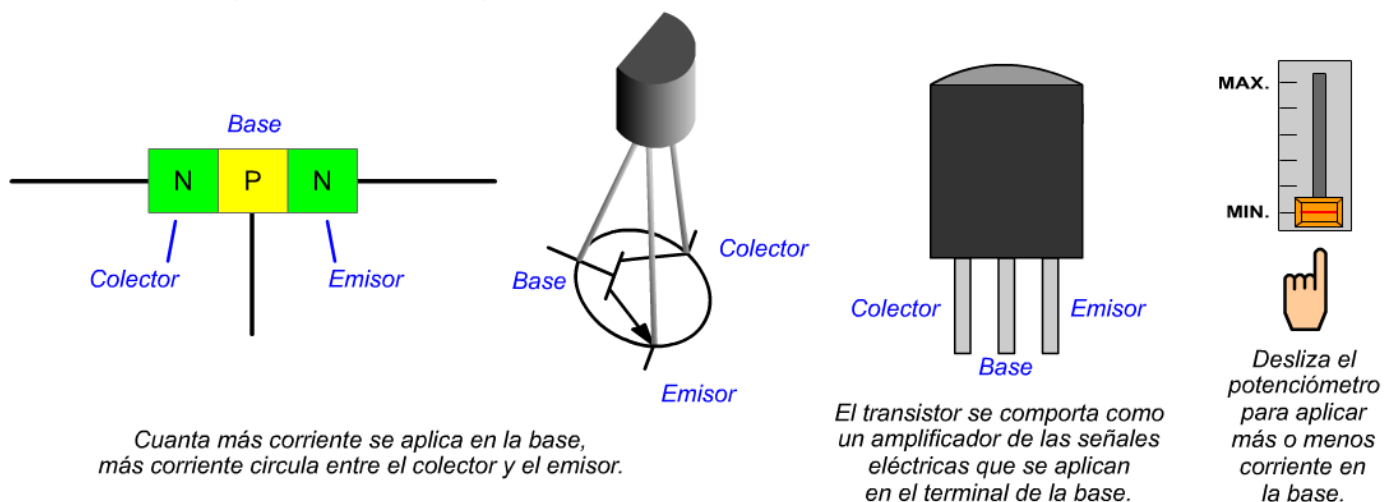 Base
N P N
Colector
Emisor
Cuanta más corriente se aplica en la base,
más corriente circula entre el colector y el emisor.
Base
Colector
Emisor
Colector
Emisor
Base
El transistor se comporta como
un amplificador de las señales
eléctricas que se aplican
en el terminal de la base.
MAX.
MIN.
Desliza el
potenciómetro
para aplicar
más o menos
corriente en
la base.